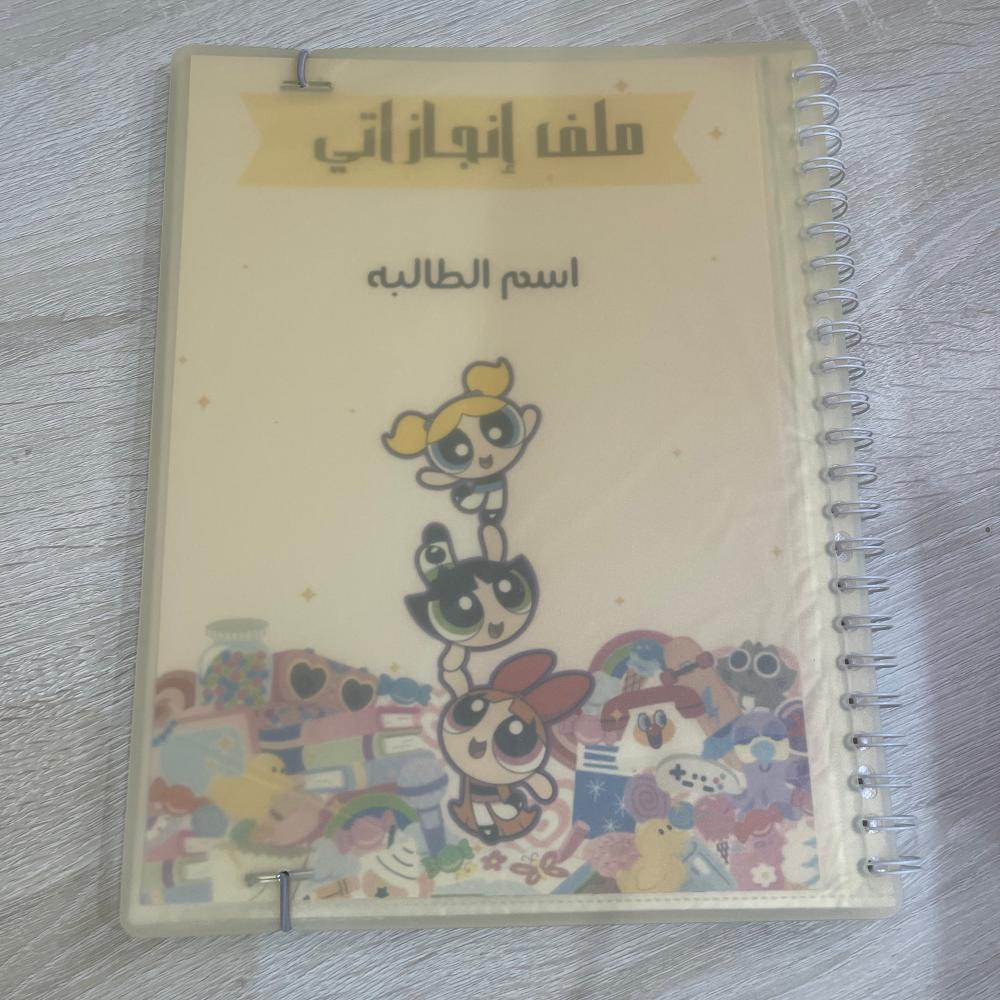 ملف إنجازاتي
اسم الطالبه